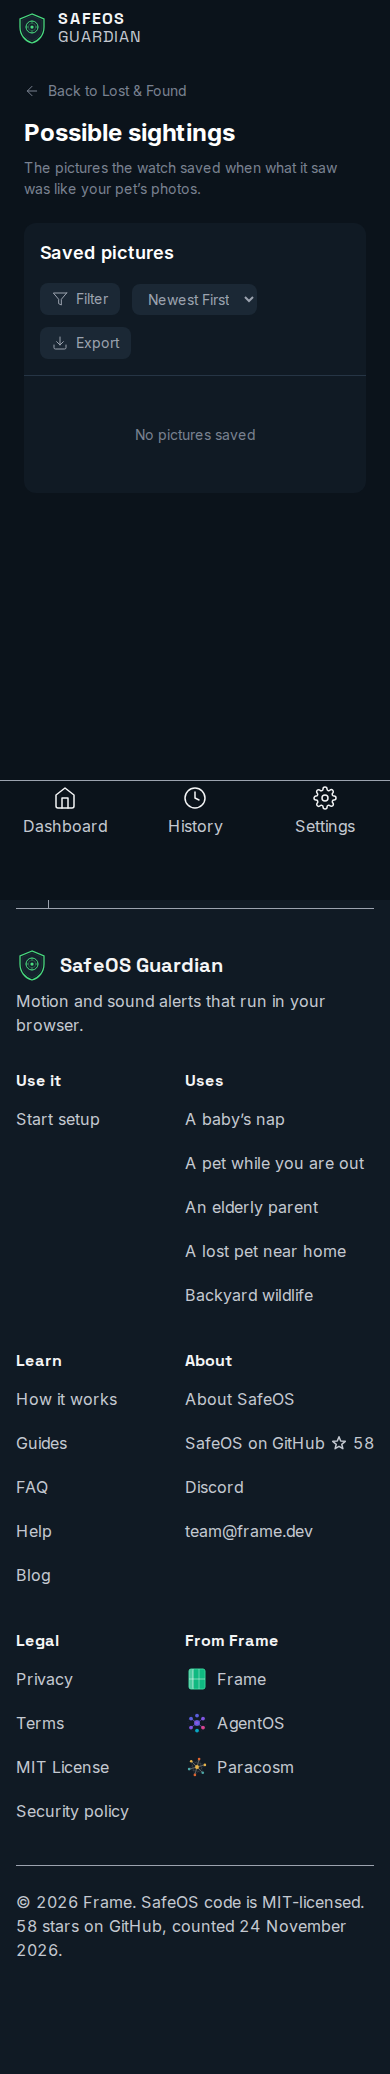 SAFEOS
GUARDIAN
Back to Lost & Found
Possible sightings
The pictures the watch saved when what it saw
was like your pet’s photos.
Saved pictures
Filter
Newest First
Export
No pictures saved
Dashboard
History
Settings
SafeOS Guardian
Motion and sound alerts that run in your
browser.
Use it
Start setup
Uses
A baby’s nap
A pet while you are out
An elderly parent
A lost pet near home
Backyard wildlife
Learn
How it works
Guides
FAQ
Help
Blog
About
About SafeOS
SafeOS on GitHub ☆ 58
Discord
team@frame.dev
Legal
Privacy
Terms
MIT License
Security policy
From Frame
Frame
AgentOS
Paracosm
© 2026 Frame. SafeOS code is MIT-licensed.
58 stars on GitHub, counted 24 November
2026.